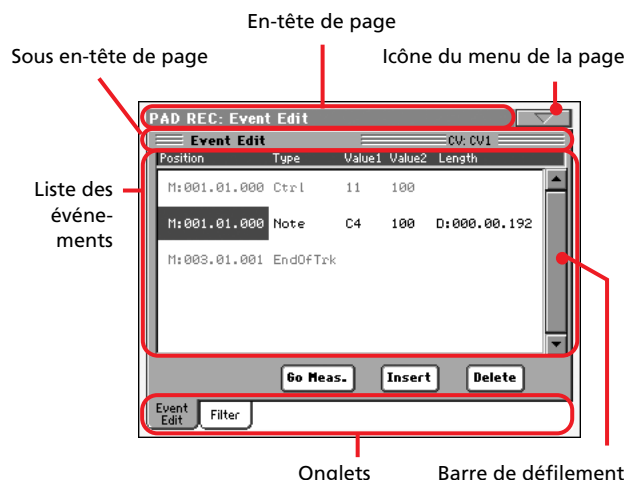 En-tête de page
Sous en-tête de page
Icône du menu de la page
PAD REC: Event Edit
Event Edit
CV: CV1
Position Type Value1 Value2 Length
M:001.01.000 Ctrl 11 100
M:001.01.000 Note C4 100 D:000.00.192
M:003.01.001 EndOfTrk
Liste des
événe-
ments
Go Meas. Insert Delete
Event
Edit
Filter
Onglets
Barre de défilement